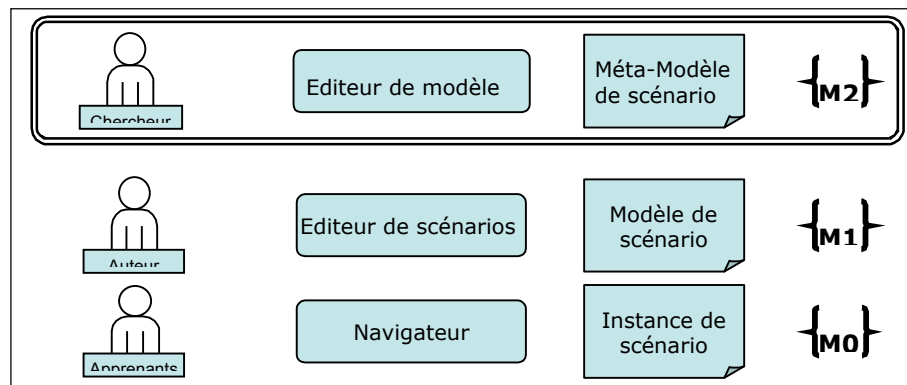 Chercheur
Editeur de modèle
Méta-Modèle
de scénario
{M2}
Auteur
Editeur de scénarios
Modèle de
scénario
{M1}
Apprenants
Navigateur
Instance de
scénario
{M0}